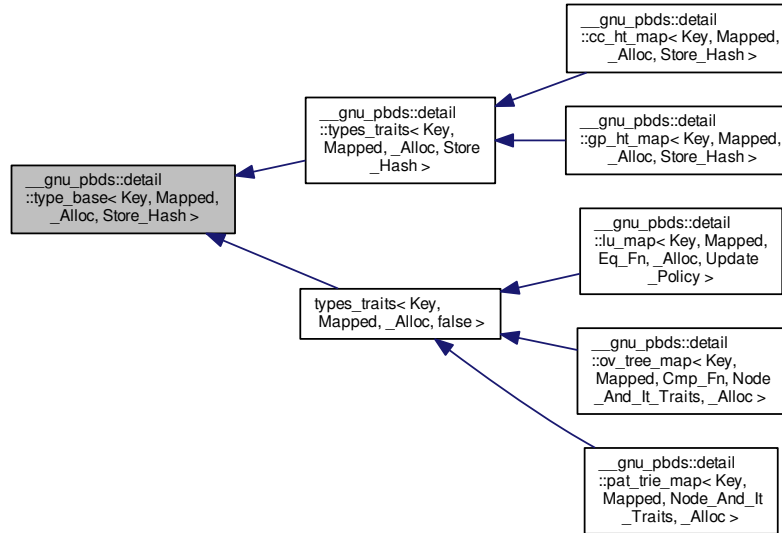 __gnu_pbds::detail
::type_base< Key, Mapped,
_Alloc, Store_Hash >
__gnu_pbds::detail
::types_traits< Key,
Mapped, _Alloc, Store
_Hash >
types_traits< Key,
Mapped, _Alloc, false >
__gnu_pbds::detail
::cc_ht_map< Key, Mapped,
_Alloc, Store_Hash >
__gnu_pbds::detail
::gp_ht_map< Key, Mapped,
_Alloc, Store_Hash >
__gnu_pbds::detail
::lu_map< Key, Mapped,
Eq_Fn, _Alloc, Update
_Policy >
__gnu_pbds::detail
::ov_tree_map< Key,
Mapped, Cmp_Fn, Node
_And_It_Traits, _Alloc >
__gnu_pbds::detail
::pat_trie_map< Key,
Mapped, Node_And_It
_Traits, _Alloc >